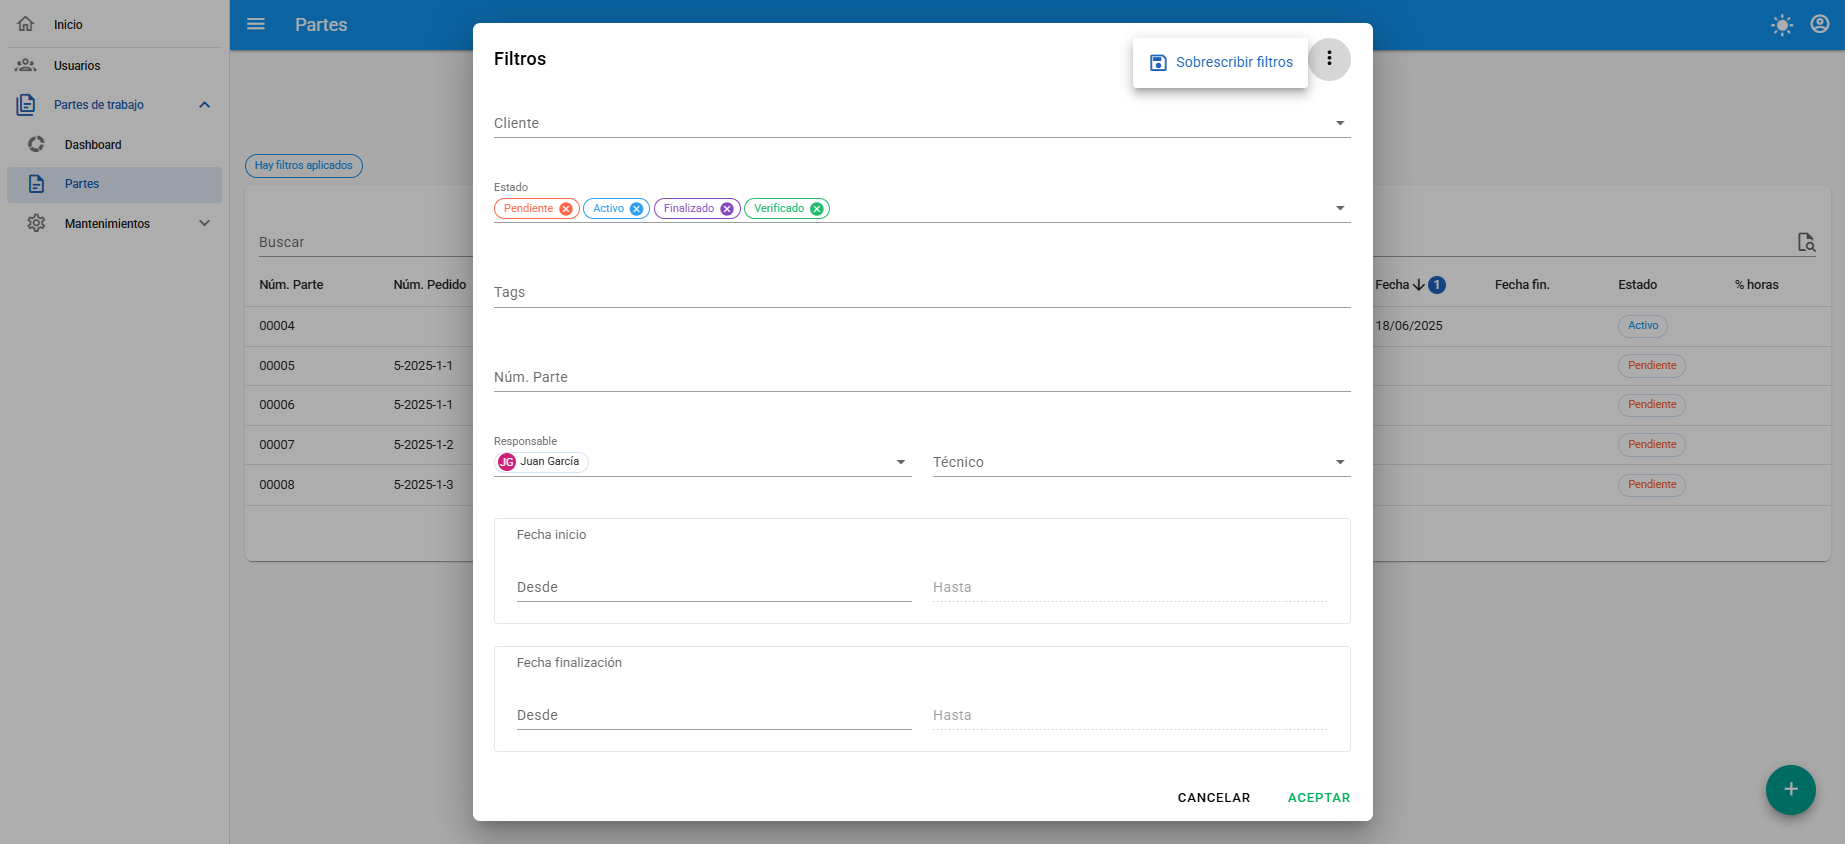 Inicio
Usuarios
Partes de trabajo
Dashboard
Partes
Mantenimientos
Partes
Hay filtros aplicados
Buscar
Núm. Parte Núm. Pedido Fecha 1 Fecha fin. Estado % horas
00004 18/06/2025 Activo
00005 5-2025-1-1 Pendiente
00006 5-2025-1-1 Pendiente
00007 5-2025-1-2 Pendiente
00008 5-2025-1-3 Pendiente
Filtros
Sobrescribir filtros
Cliente
Estado
Pendiente Activo Finalizado Verificado
Tags
Núm. Parte
Responsable
JG Juan García
Técnico
Fecha inicio
Desde Hasta
Fecha finalización
Desde Hasta
CANCELAR ACEPTAR